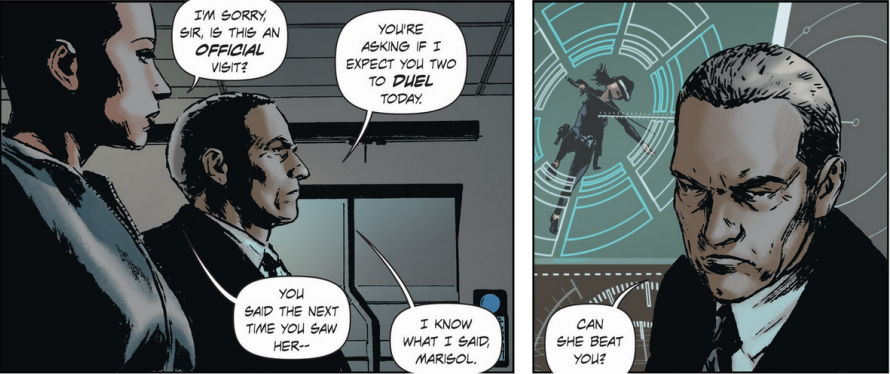 I'M SORRY,
SIR, IS THIS AN
OFFICIAL
VISIT?
YOU'RE
ASKING IF I
EXPECT YOU TWO
TO DUEL
TODAY.
YOU
SAID THE NEXT
TIME YOU SAW
HER--
I KNOW
WHAT I SAID,
MARISOL.
CAN
SHE BEAT
YOU?